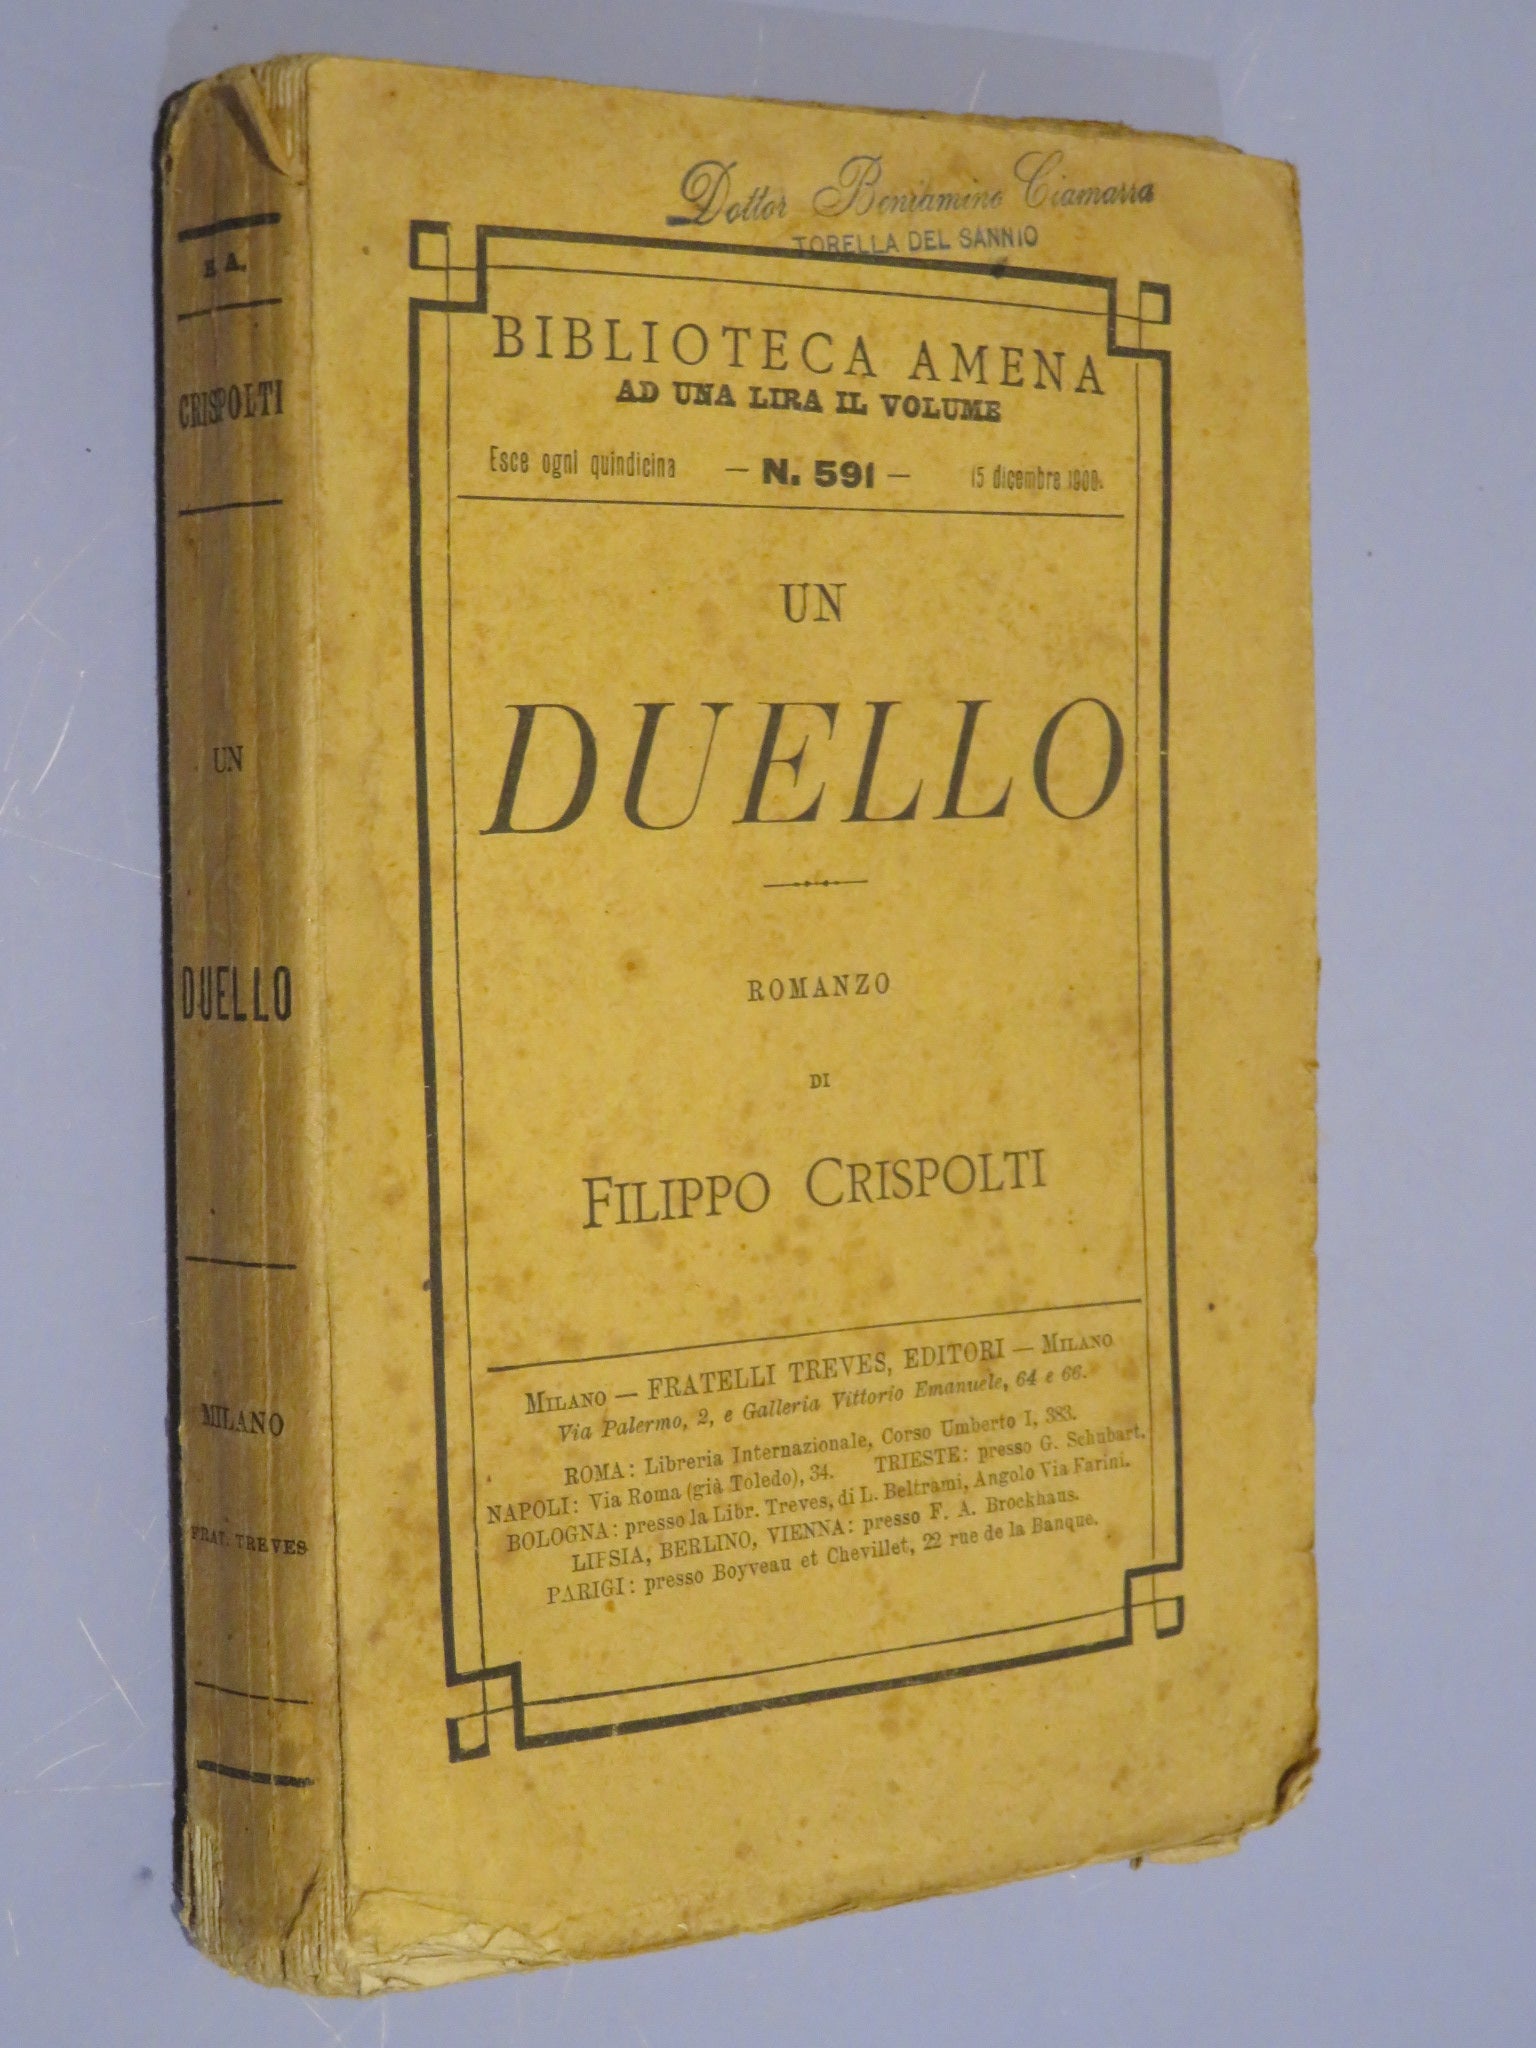 Dottor Beniamino Ciamarra
TORELLA DEL SANNIO
BIBLIOTECA AMENA
AD UNA LIRA IL VOLUME
Esce ogni quindicina — N. 591 — 15 dicembre 1900.
UN
DUELLO
ROMANZO
DI
FILIPPO CRISPOLTI
MILANO — FRATELLI TREVES, EDITORI — MILANO
Via Palermo, 2, e Galleria Vittorio Emanuele, 64 e 66.
ROMA: Libreria Internazionale, Corso Umberto I, 383.
NAPOLI: Via Roma (già Toledo), 34. TRIESTE: presso G. Schubart.
BOLOGNA: presso la Libr. Treves, di L. Beltrami, Angolo Via Farini.
LIPSIA, BERLINO, VIENNA: presso F. A. Brockhaus.
PARIGI: presso Boyveau et Chevillet, 22 rue de la Banque.
B. A.
CRISPOLTI
UN
DUELLO
MILANO
FRAT. TREVES